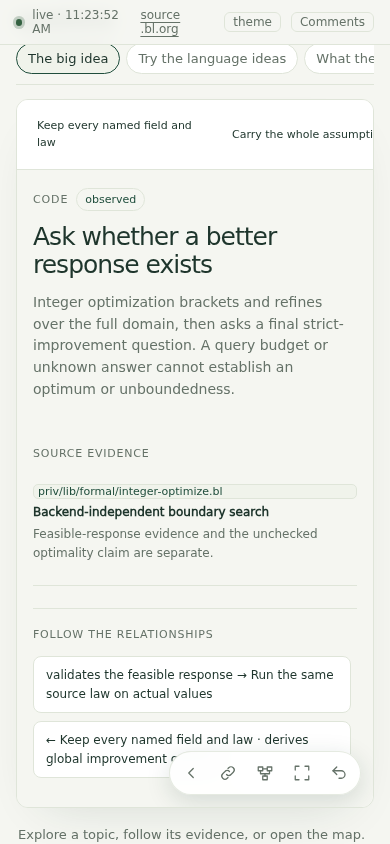 live · 11:23:52
AM
source
.bl.org
theme
Comments
The big idea
Try the language ideas
What the
Keep every named field and
law
Carry the whole assumpti
CODE
observed
Ask whether a better
response exists
Integer optimization brackets and refines
over the full domain, then asks a final strict-
improvement question. A query budget or
unknown answer cannot establish an
optimum or unboundedness.
SOURCE EVIDENCE
priv/lib/formal/integer-optimize.bl
Backend-independent boundary search
Feasible-response evidence and the unchecked
optimality claim are separate.
FOLLOW THE RELATIONSHIPS
validates the feasible response → Run the same
source law on actual values
← Keep every named field and law · derives
global improvement
Explore a topic, follow its evidence, or open the map.